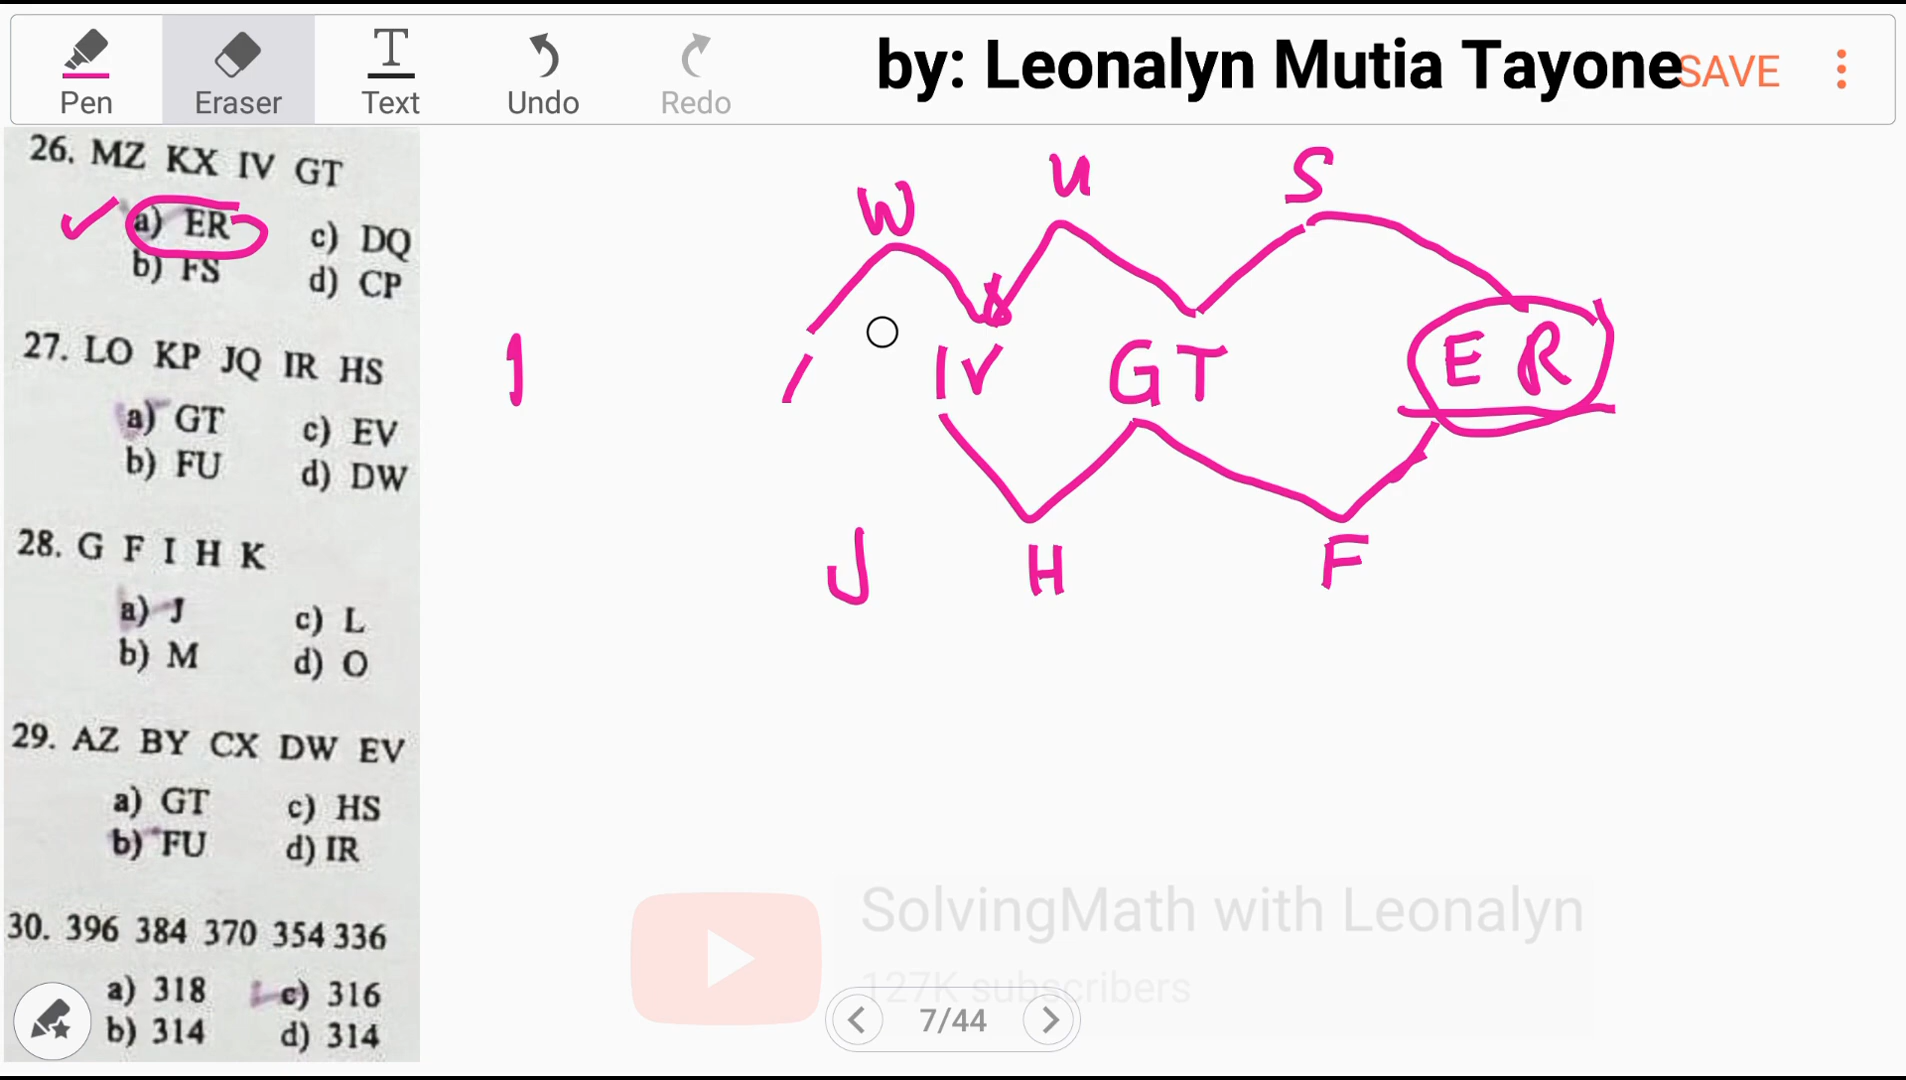 Pen Eraser Text Undo Redo by: Leonalyn Mutia Tayone SAVE
26. MZ KX IV GT
a) ER c) DQ
b) FS d) CP
27. LO KP JQ IR HS
a) GT c) EV
b) FU d) DW
28. G F I H K
a) J c) L
b) M d) O
29. AZ BY CX DW EV
a) GT c) HS
b) FU d) IR
30. 396 384 370 354 336
a) 318 c) 316
b) 314 d) 314
W U S
IV GT ER
J H F
SolvingMath with Leonalyn
127K subscribers
7/44